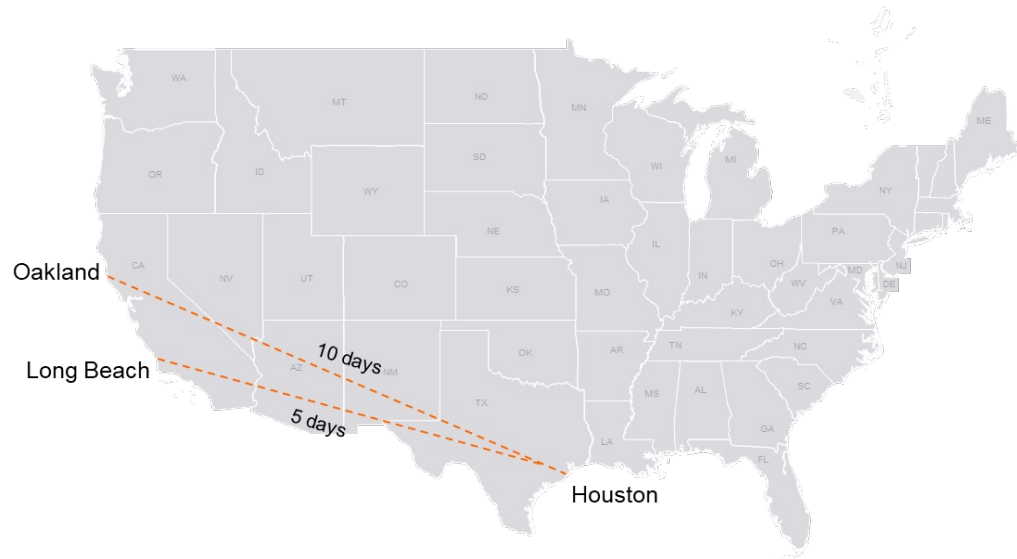 WA
MT
ND
MN
ME
OR
ID
SD
WI
MI
NY
WY
IA
NE
PA
Oakland
CA
NV
UT
CO
KS
MO
IL
IN
OH
WV
MD
NJ
DE
VA
KY
10 days
AZ
NM
OK
AR
TN
NC
Long Beach
5 days
TX
MS
AL
SC
GA
LA
FL
Houston